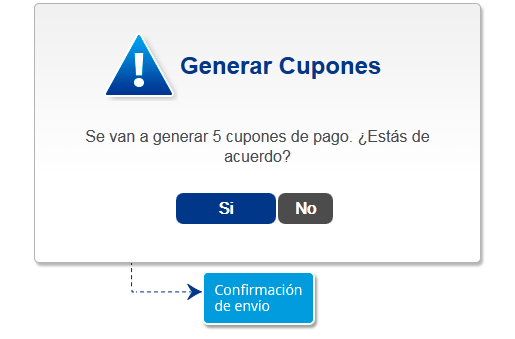 Generar Cupones
Se van a generar 5 cupones de pago. ¿Estás de
acuerdo?
Si No
Confirmación
de envío